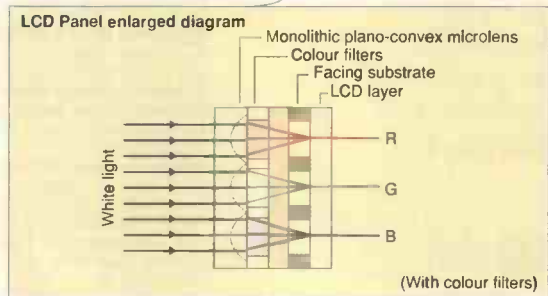 LCD Panel enlarged diagram
Monolithic plano-convex microlens
Colour filters
Facing substrate
LCD layer
White light
R
G
B
(With colour filters)